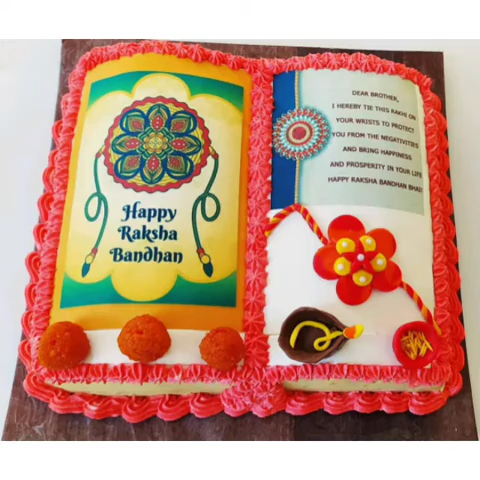 Happy
Raksha
Bandhan
DEAR BROTHER,
I HEREBY TIE THIS RAKHI ON
YOUR WRISTS TO PROTECT
YOU FROM THE NEGATIVITIES
AND BRING HAPPINESS
AND PROSPERITY IN YOUR LIFE
HAPPY RAKSHA BANDHAN BHAI